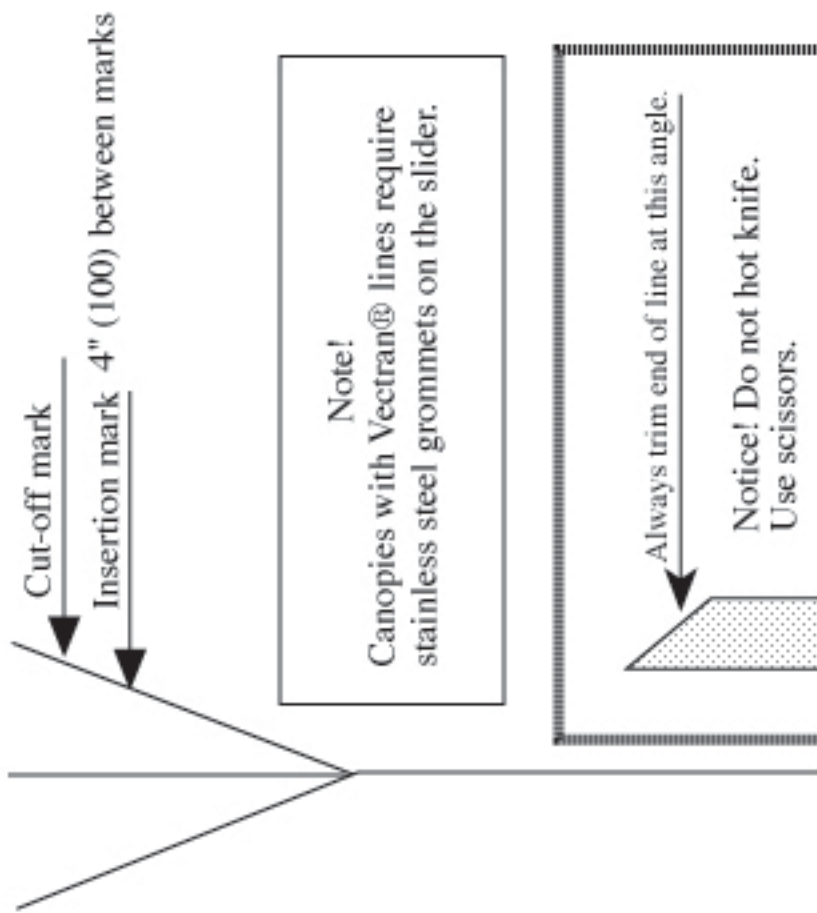 Cut-off mark
Insertion mark 4" (100) between marks
Note!
Canopies with Vectran® lines require
stainless steel grommets on the slider.
Always trim end of line at this angle.
Notice! Do not hot knife.
Use scissors.